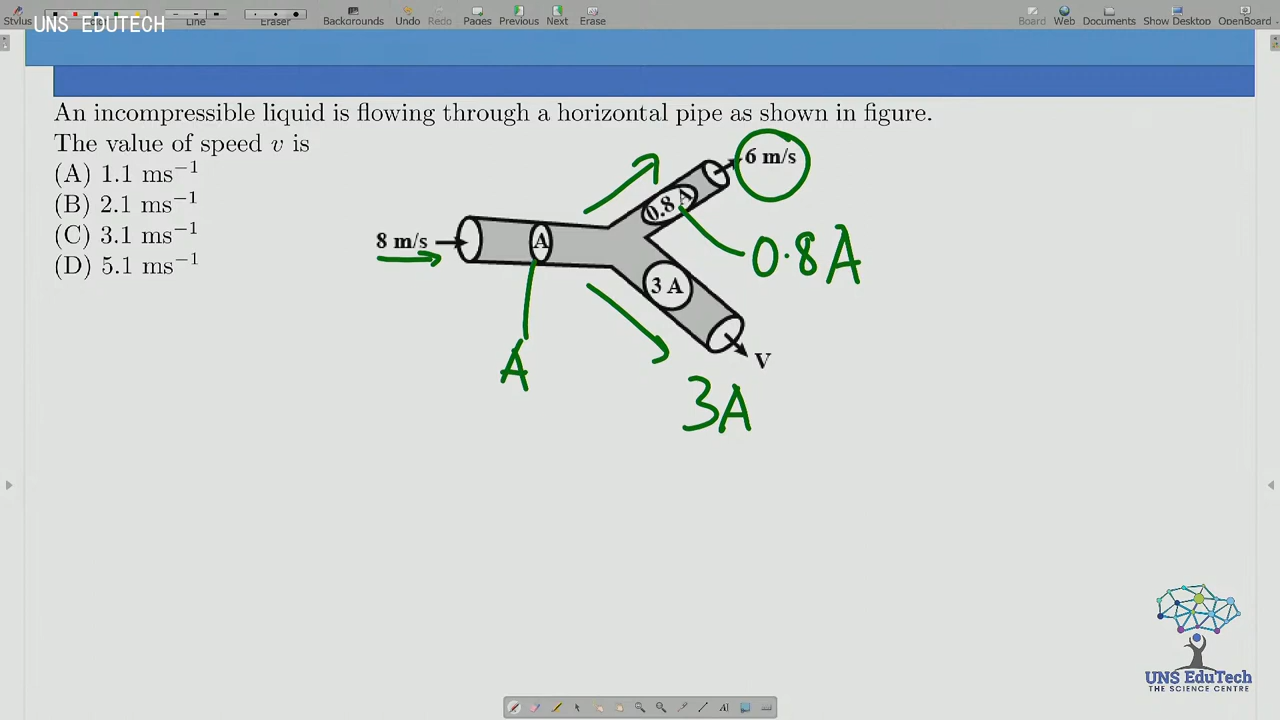 Stylus
UNS EDUTECH
Line
Eraser
Backgrounds
Undo
Redo
Pages
Previous
Next
Erase
Board
Web
Documents
Show Desktop
OpenBoard
An incompressible liquid is flowing through a horizontal pipe as shown in figure.
The value of speed v is
(A) 1.1 ms⁻¹
(B) 2.1 ms⁻¹
(C) 3.1 ms⁻¹
(D) 5.1 ms⁻¹
6 m/s
0.8 A
8 m/s
A
0.8A
3 A
V
A
3A
UNS EduTech
THE SCIENCE CENTRE